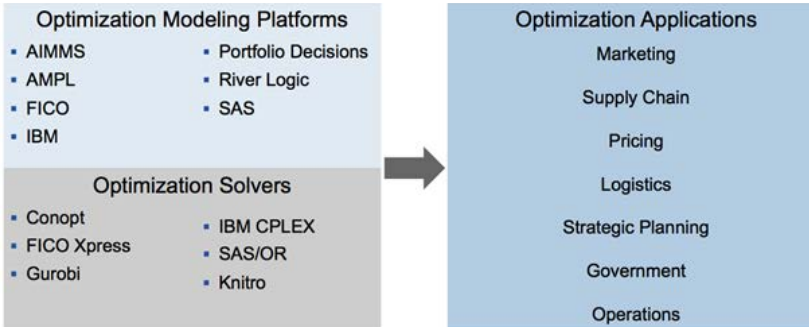 Optimization Modeling Platforms
▪ AIMMS
▪ AMPL
▪ FICO
▪ IBM
▪ Portfolio Decisions
▪ River Logic
▪ SAS
Optimization Solvers
▪ Conopt
▪ FICO Xpress
▪ Gurobi
▪ IBM CPLEX
▪ SAS/OR
▪ Knitro
Optimization Applications
Marketing
Supply Chain
Pricing
Logistics
Strategic Planning
Government
Operations